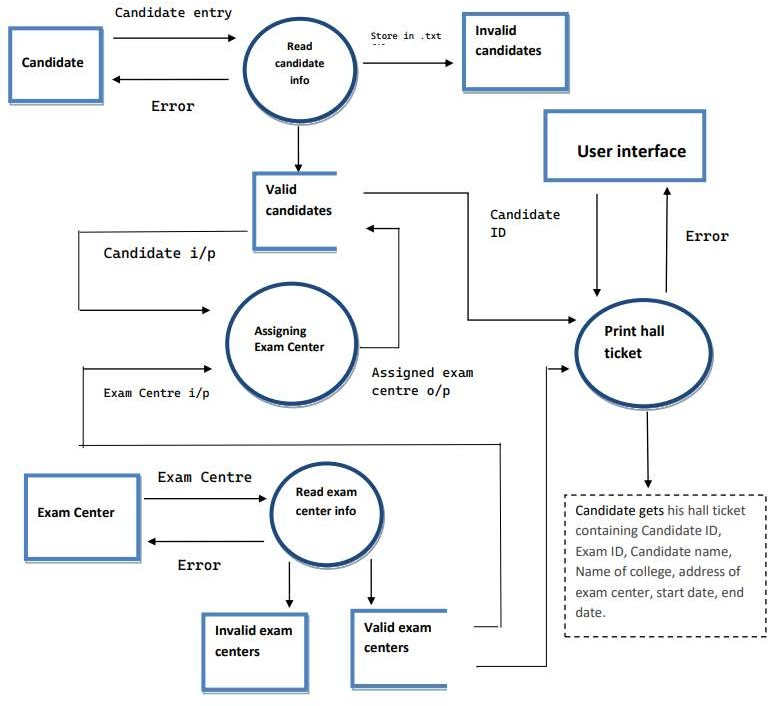 Candidate entry
Candidate
Error
Read
candidate
info
Store in .txt
Invalid
candidates
User interface
Valid
candidates
Candidate
ID
Error
Candidate i/p
Assigning
Exam Center
Print hall
ticket
Assigned exam
centre o/p
Exam Centre i/p
Exam Centre
Exam Center
Error
Read exam
center info
Candidate gets his hall ticket
containing Candidate ID,
Exam ID, Candidate name,
Name of college, address of
exam center, start date, end
date.
Invalid exam
centers
Valid exam
centers